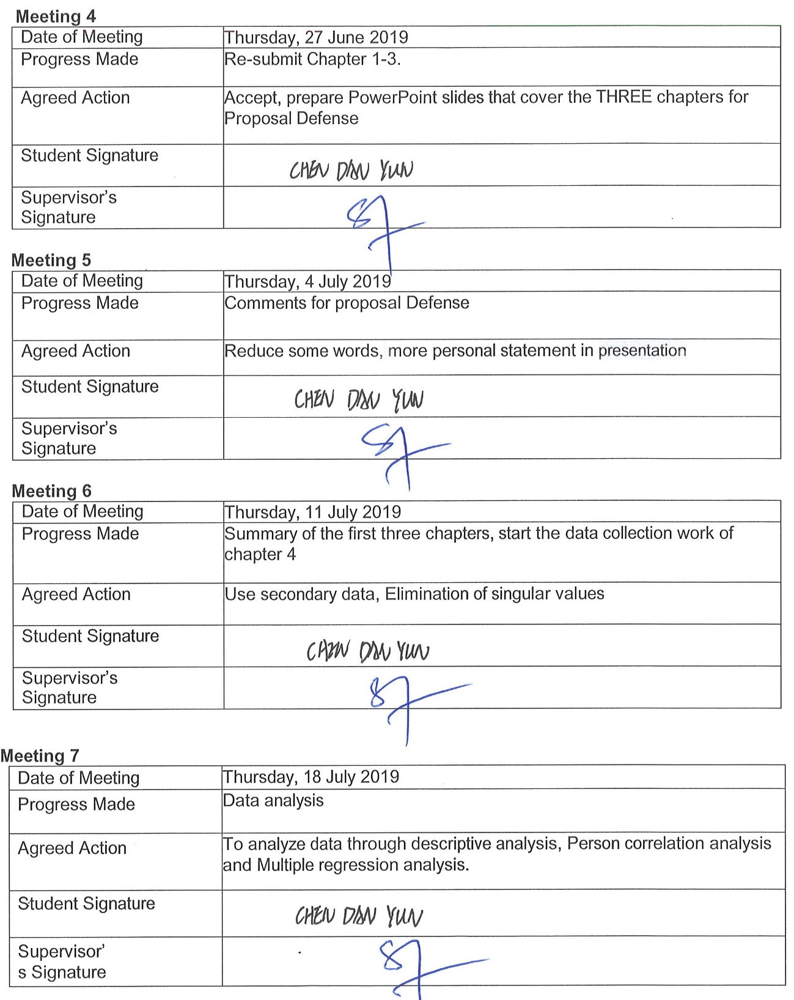 Meeting 4
Date of Meeting Thursday, 27 June 2019
Progress Made Re-submit Chapter 1-3.
Agreed Action Accept, prepare PowerPoint slides that cover the THREE chapters for
Proposal Defense
Student Signature CHEN DAN YUN
Supervisor's
Signature
Meeting 5
Date of Meeting Thursday, 4 July 2019
Progress Made Comments for proposal Defense
Agreed Action Reduce some words, more personal statement in presentation
Student Signature CHEN DAN YUN
Supervisor's
Signature
Meeting 6
Date of Meeting Thursday, 11 July 2019
Progress Made Summary of the first three chapters, start the data collection work of
chapter 4
Agreed Action Use secondary data, Elimination of singular values
Student Signature CHEN DAN YUN
Supervisor's
Signature
Meeting 7
Date of Meeting Thursday, 18 July 2019
Progress Made Data analysis
Agreed Action To analyze data through descriptive analysis, Person correlation analysis
and Multiple regression analysis.
Student Signature CHEN DAN YUN
Supervisor'
s Signature